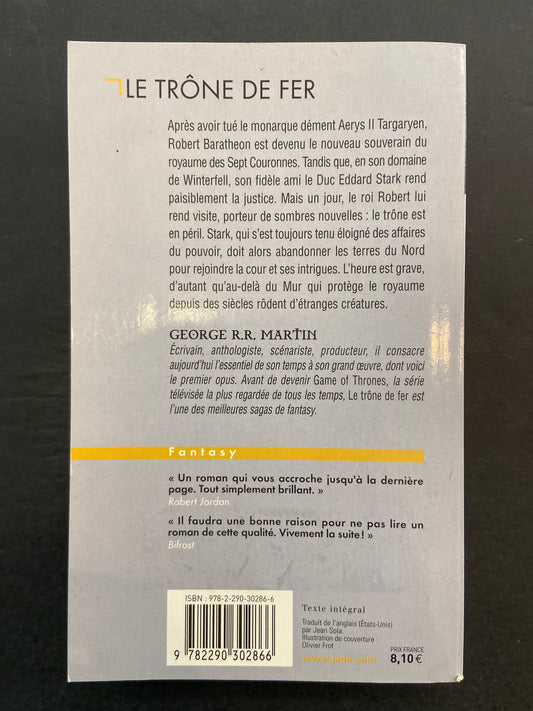 LE TRÔNE DE FER
Après avoir tué le monarque dément Aerys II Targaryen,
Robert Baratheon est devenu le nouveau souverain du
royaume des Sept Couronnes. Tandis que, en son domaine
de Winterfell, son fidèle ami le Duc Eddard Stark rend
paisiblement la justice. Mais un jour, le roi Robert lui
rend visite, porteur de sombres nouvelles : le trône est
en péril. Stark, qui s'est toujours tenu éloigné des affaires
du pouvoir, doit alors abandonner les terres du Nord
pour rejoindre la cour et ses intrigues. L'heure est grave,
d'autant qu'au-delà du Mur qui protège le royaume
depuis des siècles rôdent d'étranges créatures.
GEORGE R.R. MARTIN
Écrivain, anthologiste, scénariste, producteur, il consacre
aujourd'hui l'essentiel de son temps à son grand œuvre, dont voici
le premier opus. Avant de devenir Game of Thrones, la série
télévisée la plus regardée de tous les temps, Le trône de fer est
l'une des meilleures sagas de fantasy.
Fantasy
« Un roman qui vous accroche jusqu'à la dernière
page. Tout simplement brillant. »
Robert Jordan
« Il faudra une bonne raison pour ne pas lire un
roman de cette qualité. Vivement la suite ! »
Bifrost
ISBN : 978-2-290-30286-6
9 782290 302866
Texte intégral
Traduit de l'anglais (États-Unis)
par Jean Sola.
Illustration de couverture :
Olivier Frot
www.jailu.com
PRIX FRANCE
8,10 €